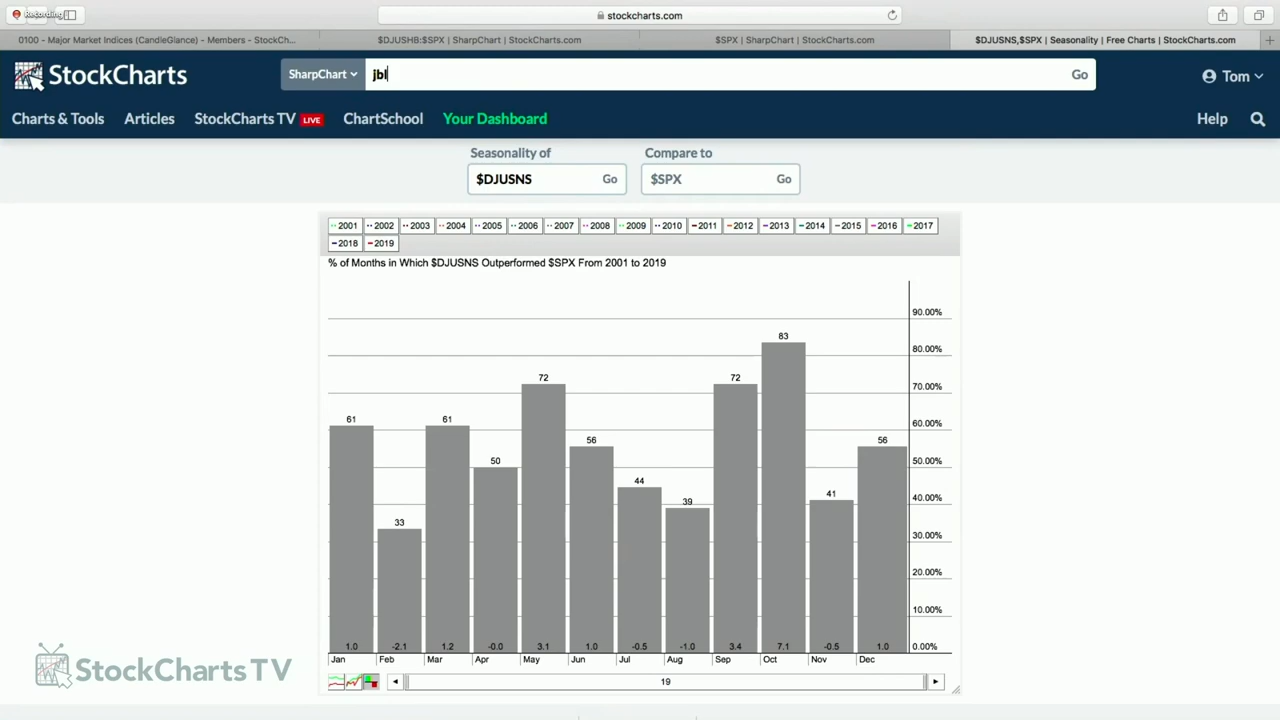 Recording
stockcharts.com
0100 - Major Market Indices (CandleGlance) - Members - StockCh...
$DJUSHB:$SPX | SharpChart | StockCharts.com
$SPX | SharpChart | StockCharts.com
$DJUSNS,$SPX | Seasonality | Free Charts | StockCharts.com
StockCharts
SharpChart
jbl
Go
Tom
Charts & Tools
Articles
StockCharts TV LIVE
ChartSchool
Your Dashboard
Help
Seasonality of
Compare to
$DJUSNS Go
$SPX Go
2001 2002 2003 2004 2005 2006 2007 2008 2009 2010 2011 2012 2013 2014 2015 2016 2017
2018 2019
% of Months in Which $DJUSNS Outperformed $SPX From 2001 to 2019
90.00%
80.00%
70.00%
60.00%
50.00%
40.00%
30.00%
20.00%
10.00%
0.00%
61 33 61 50 72 56 44 39 72 83 41 56
1.0 -2.1 1.2 -0.0 3.1 1.0 -0.5 -1.0 3.4 7.1 -0.5 1.0
Jan Feb Mar Apr May Jun Jul Aug Sep Oct Nov Dec
19
StockCharts TV